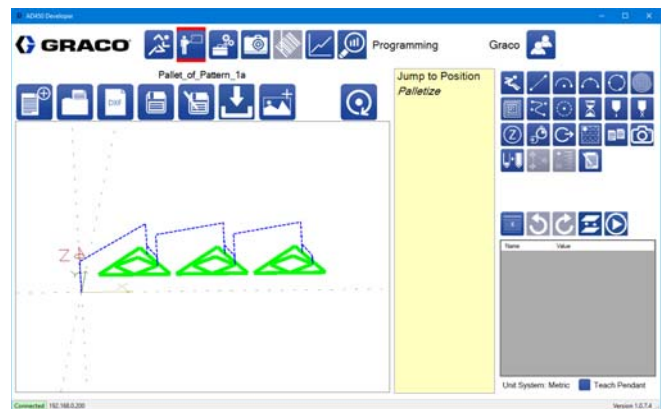 AD450 Developer
GRACO
Programming
Graco
Pallet_of_Pattern_1a
DXF
Jump to Position
Palletize
Z
Z
Y
X
Name Value
Unit System: Metric
Teach Pendant
Connected 192.168.0.200
Version 1.0.7.4